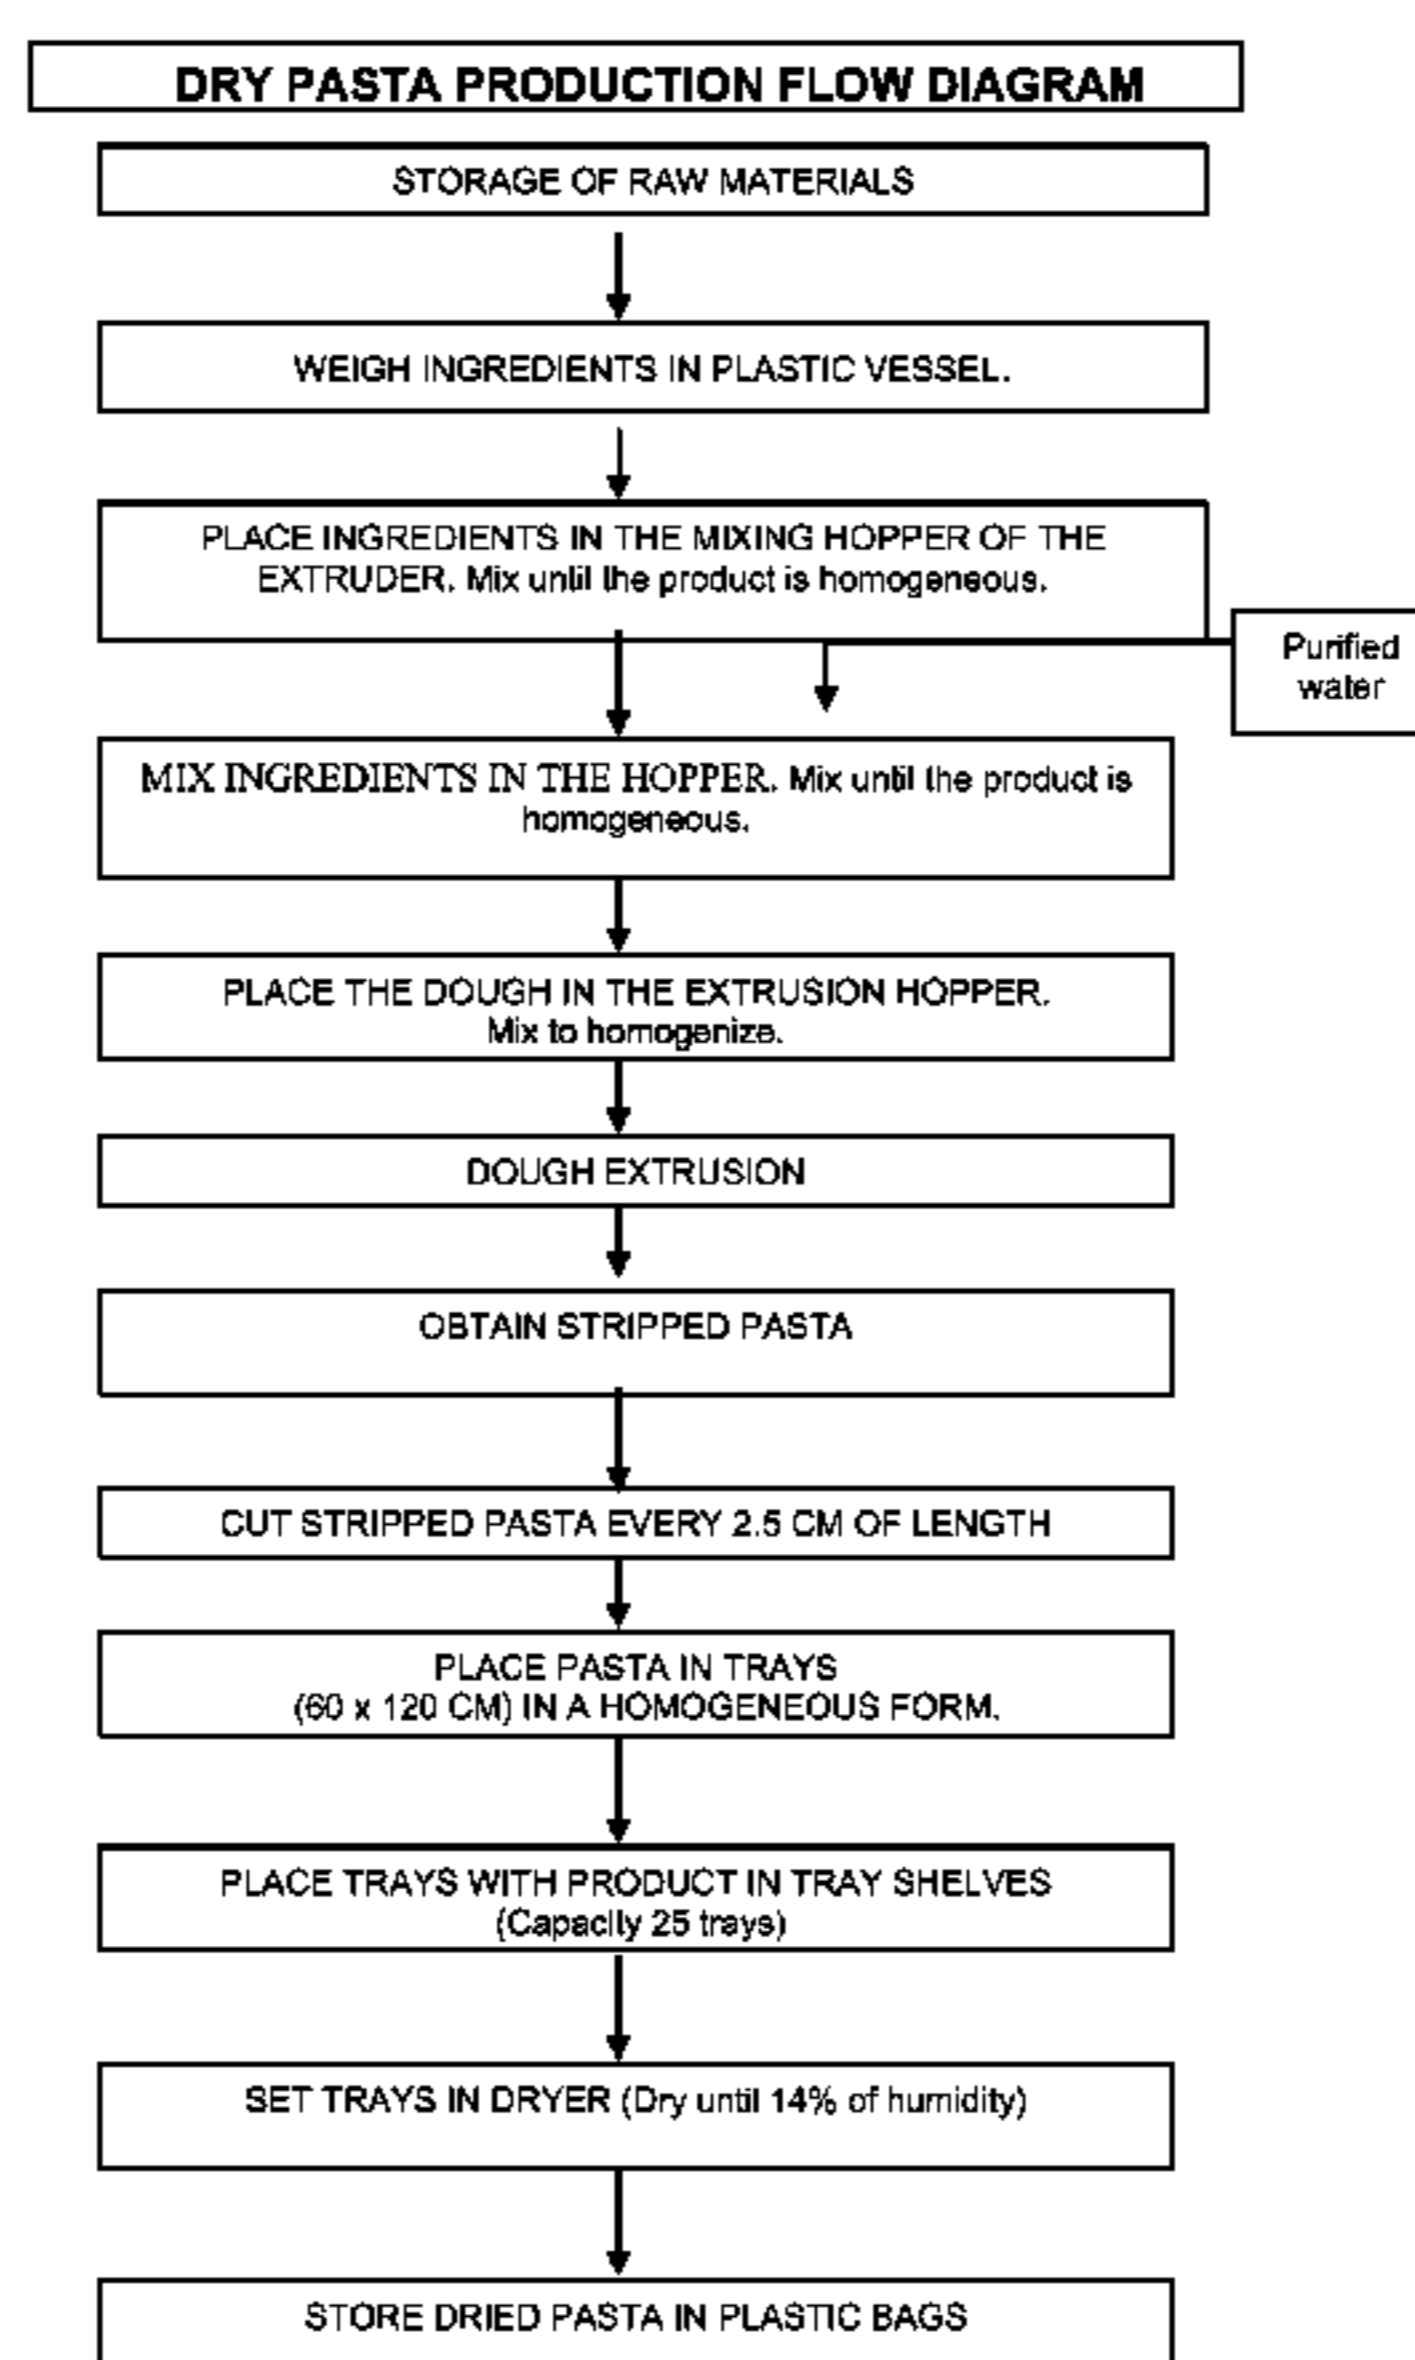 DRY PASTA PRODUCTION FLOW DIAGRAM
STORAGE OF RAW MATERIALS
WEIGH INGREDIENTS IN PLASTIC VESSEL.
PLACE INGREDIENTS IN THE MIXING HOPPER OF THE
EXTRUDER. Mix until the product is homogeneous.
Purified
water
MIX INGREDIENTS IN THE HOPPER. Mix until the product is
homogeneous.
PLACE THE DOUGH IN THE EXTRUSION HOPPER.
Mix to homogenize.
DOUGH EXTRUSION
OBTAIN STRIPPED PASTA
CUT STRIPPED PASTA EVERY 2.5 CM OF LENGTH
PLACE PASTA IN TRAYS
(60 x 120 CM) IN A HOMOGENEOUS FORM.
PLACE TRAYS WITH PRODUCT IN TRAY SHELVES
(Capacity 25 trays)
SET TRAYS IN DRYER (Dry until 14% of humidity)
STORE DRIED PASTA IN PLASTIC BAGS